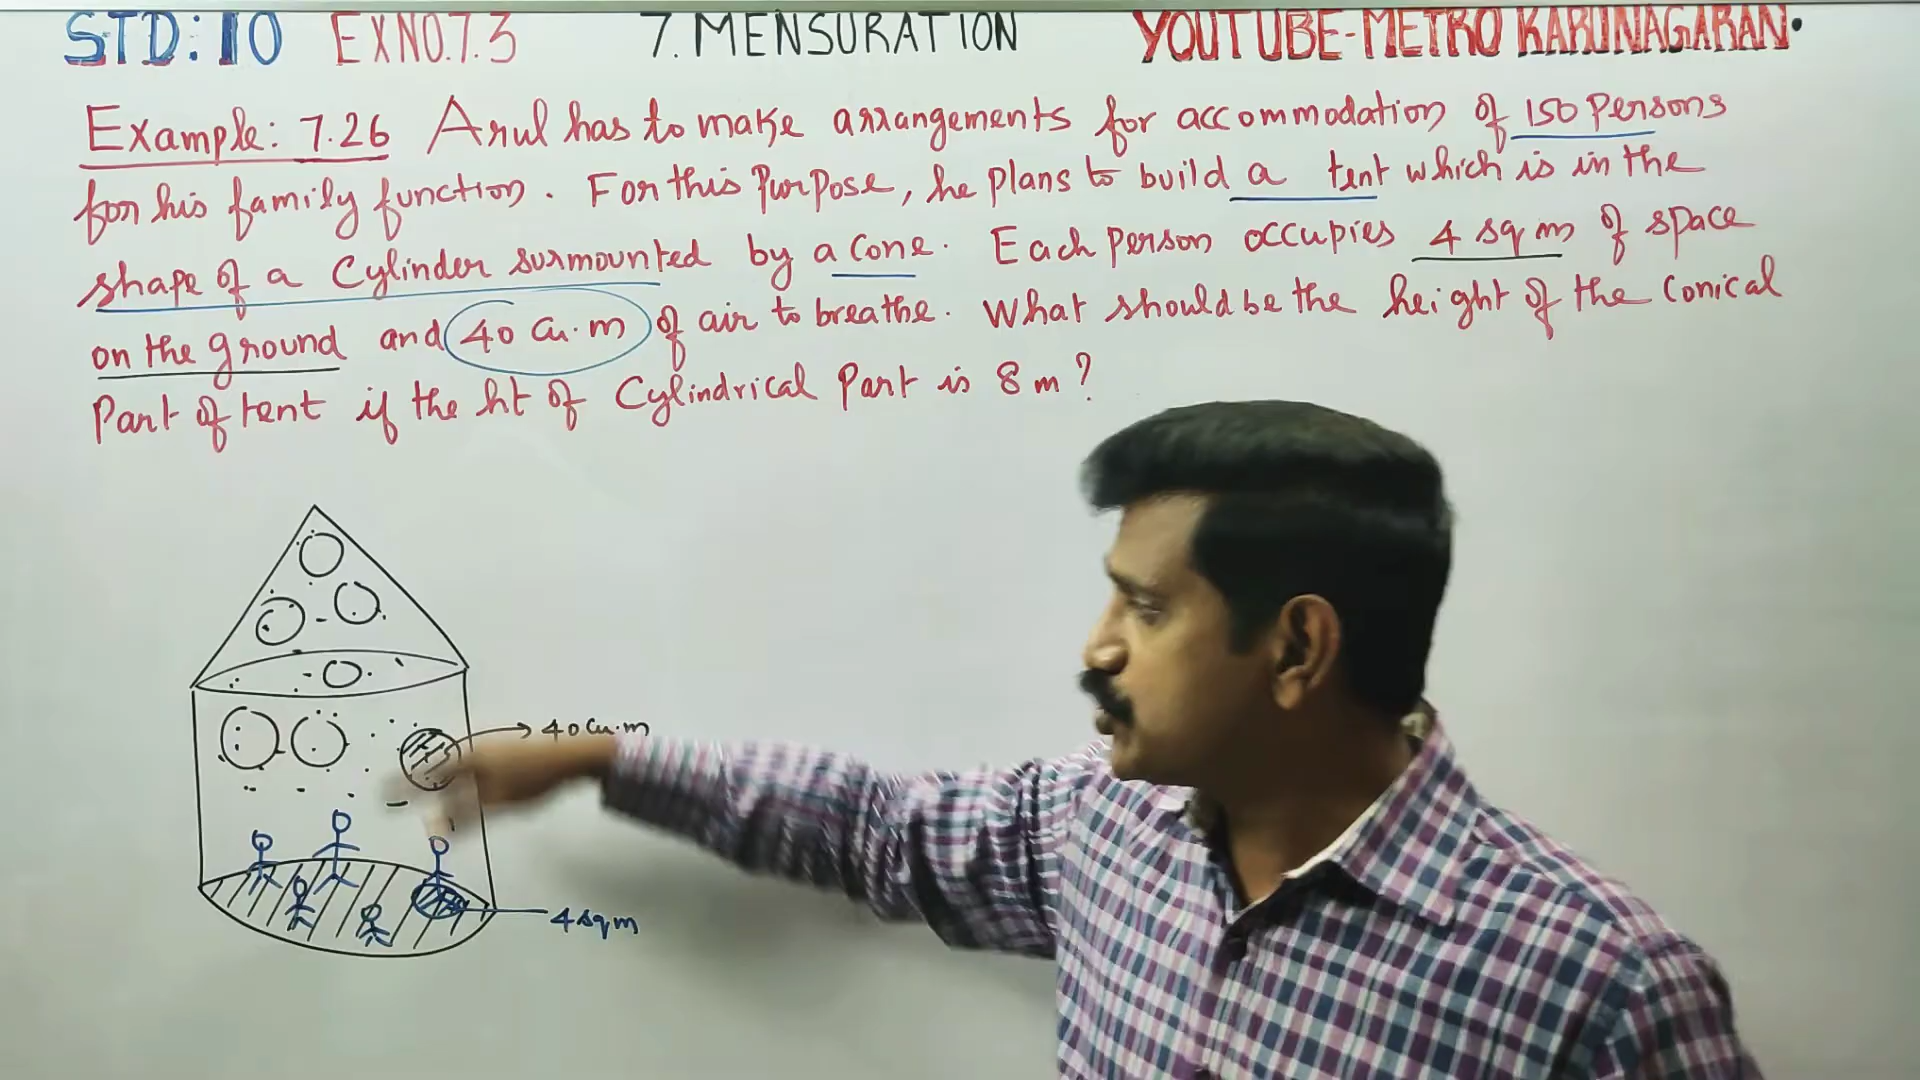 STD: 10 EXNO.7.3 7. MENSURATION YOUTUBE-METRO KARUNAGARAN.
Example: 7.26 Arul has to make arrangements for accommodation of 150 persons
for his family function. For this purpose, he plans to build a tent which is in the
shape of a Cylinder surmounted by a cone. Each person occupies 4 sq m of space
on the ground and 40 Cu.m of air to breathe. What should be the height of the conical
Part of tent if the ht of Cylindrical Part is 8 m?
40 Cu.m
4 sq m